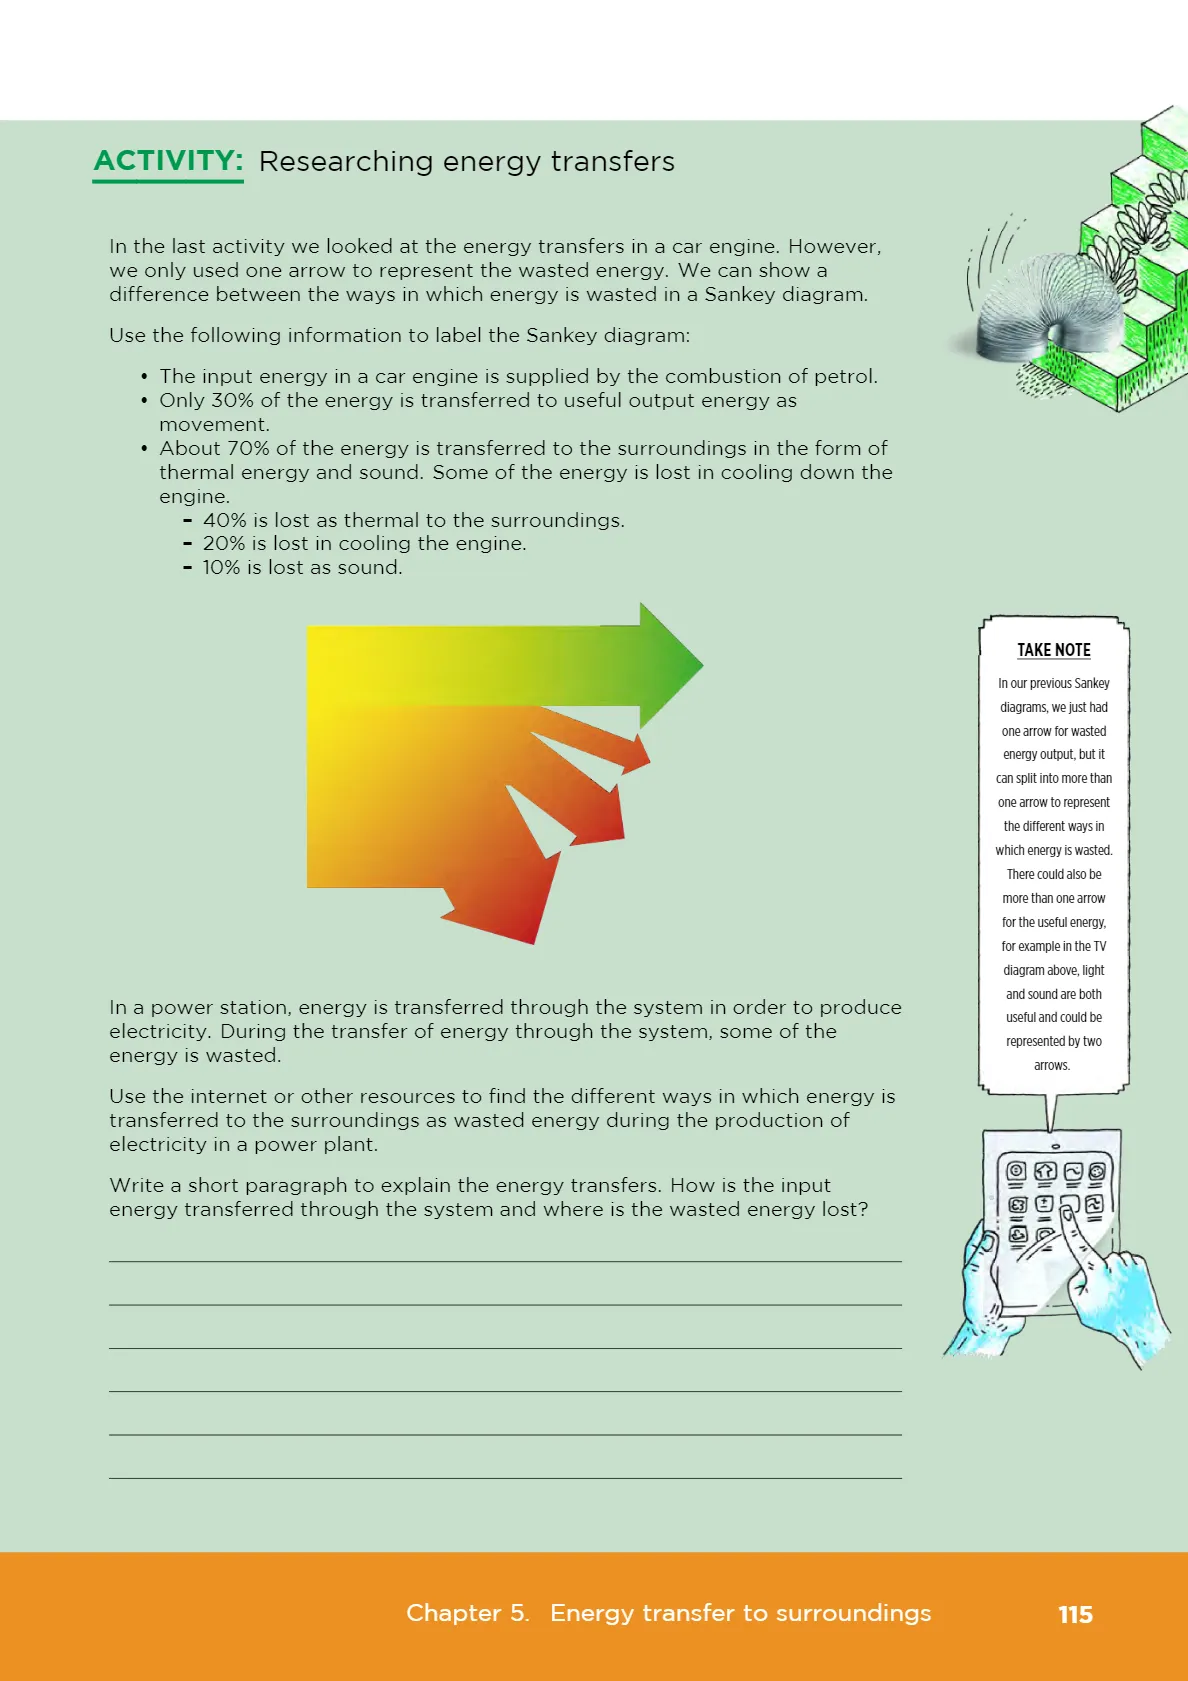 ACTIVITY: Researching energy transfers
In the last activity we looked at the energy transfers in a car engine. However,
we only used one arrow to represent the wasted energy. We can show a
difference between the ways in which energy is wasted in a Sankey diagram.
Use the following information to label the Sankey diagram:
• The input energy in a car engine is supplied by the combustion of petrol.
• Only 30% of the energy is transferred to useful output energy as
movement.
• About 70% of the energy is transferred to the surroundings in the form of
thermal energy and sound. Some of the energy is lost in cooling down the
engine.
- 40% is lost as thermal to the surroundings.
- 20% is lost in cooling the engine.
- 10% is lost as sound.
TAKE NOTE
In our previous Sankey
diagrams, we just had
one arrow for wasted
energy output, but it
can split into more than
one arrow to represent
the different ways in
which energy is wasted.
There could also be
more than one arrow
for the useful energy,
for example in the TV
diagram above, light
and sound are both
useful and could be
represented by two
arrows.
In a power station, energy is transferred through the system in order to produce
electricity. During the transfer of energy through the system, some of the
energy is wasted.
Use the internet or other resources to find the different ways in which energy is
transferred to the surroundings as wasted energy during the production of
electricity in a power plant.
Write a short paragraph to explain the energy transfers. How is the input
energy transferred through the system and where is the wasted energy lost?
Chapter 5. Energy transfer to surroundings 115